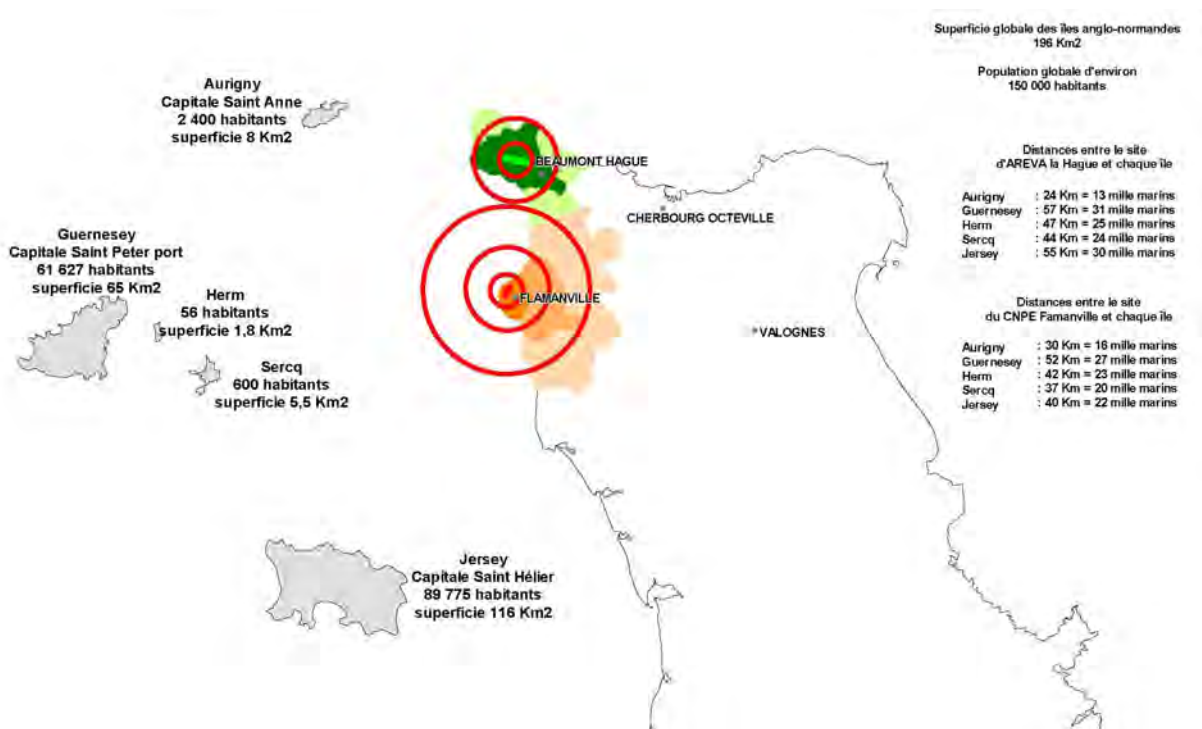 Superficie globale des îles anglo-normandes
196 Km2
Population globale d'environ
150 000 habitants
Aurigny
Capitale Saint Anne
2 400 habitants
superficie 8 Km2
BEAUMONT HAGUE
CHERBOURG OCTEVILLE
Distances entre le site
d'AREVA la Hague et chaque île
Aurigny : 24 Km = 13 mille marins
Guernesey : 57 Km = 31 mille marins
Herm : 47 Km = 25 mille marins
Sercq : 44 Km = 24 mille marins
Jersey : 55 Km = 30 mille marins
Guernesey
Capitale Saint Peter port
61 627 habitants
superficie 65 Km2
Herm
56 habitants
superficie 1,8 Km2
Sercq
600 habitants
superficie 5,5 Km2
FLAMANVILLE
VALOGNES
Distances entre le site
du CNPE Famanville et chaque île
Aurigny : 30 Km = 16 mille marins
Guernesey : 52 Km = 27 mille marins
Herm : 42 Km = 23 mille marins
Sercq : 37 Km = 20 mille marins
Jersey : 40 Km = 22 mille marins
Jersey
Capitale Saint Hélier
89 775 habitants
superficie 116 Km2